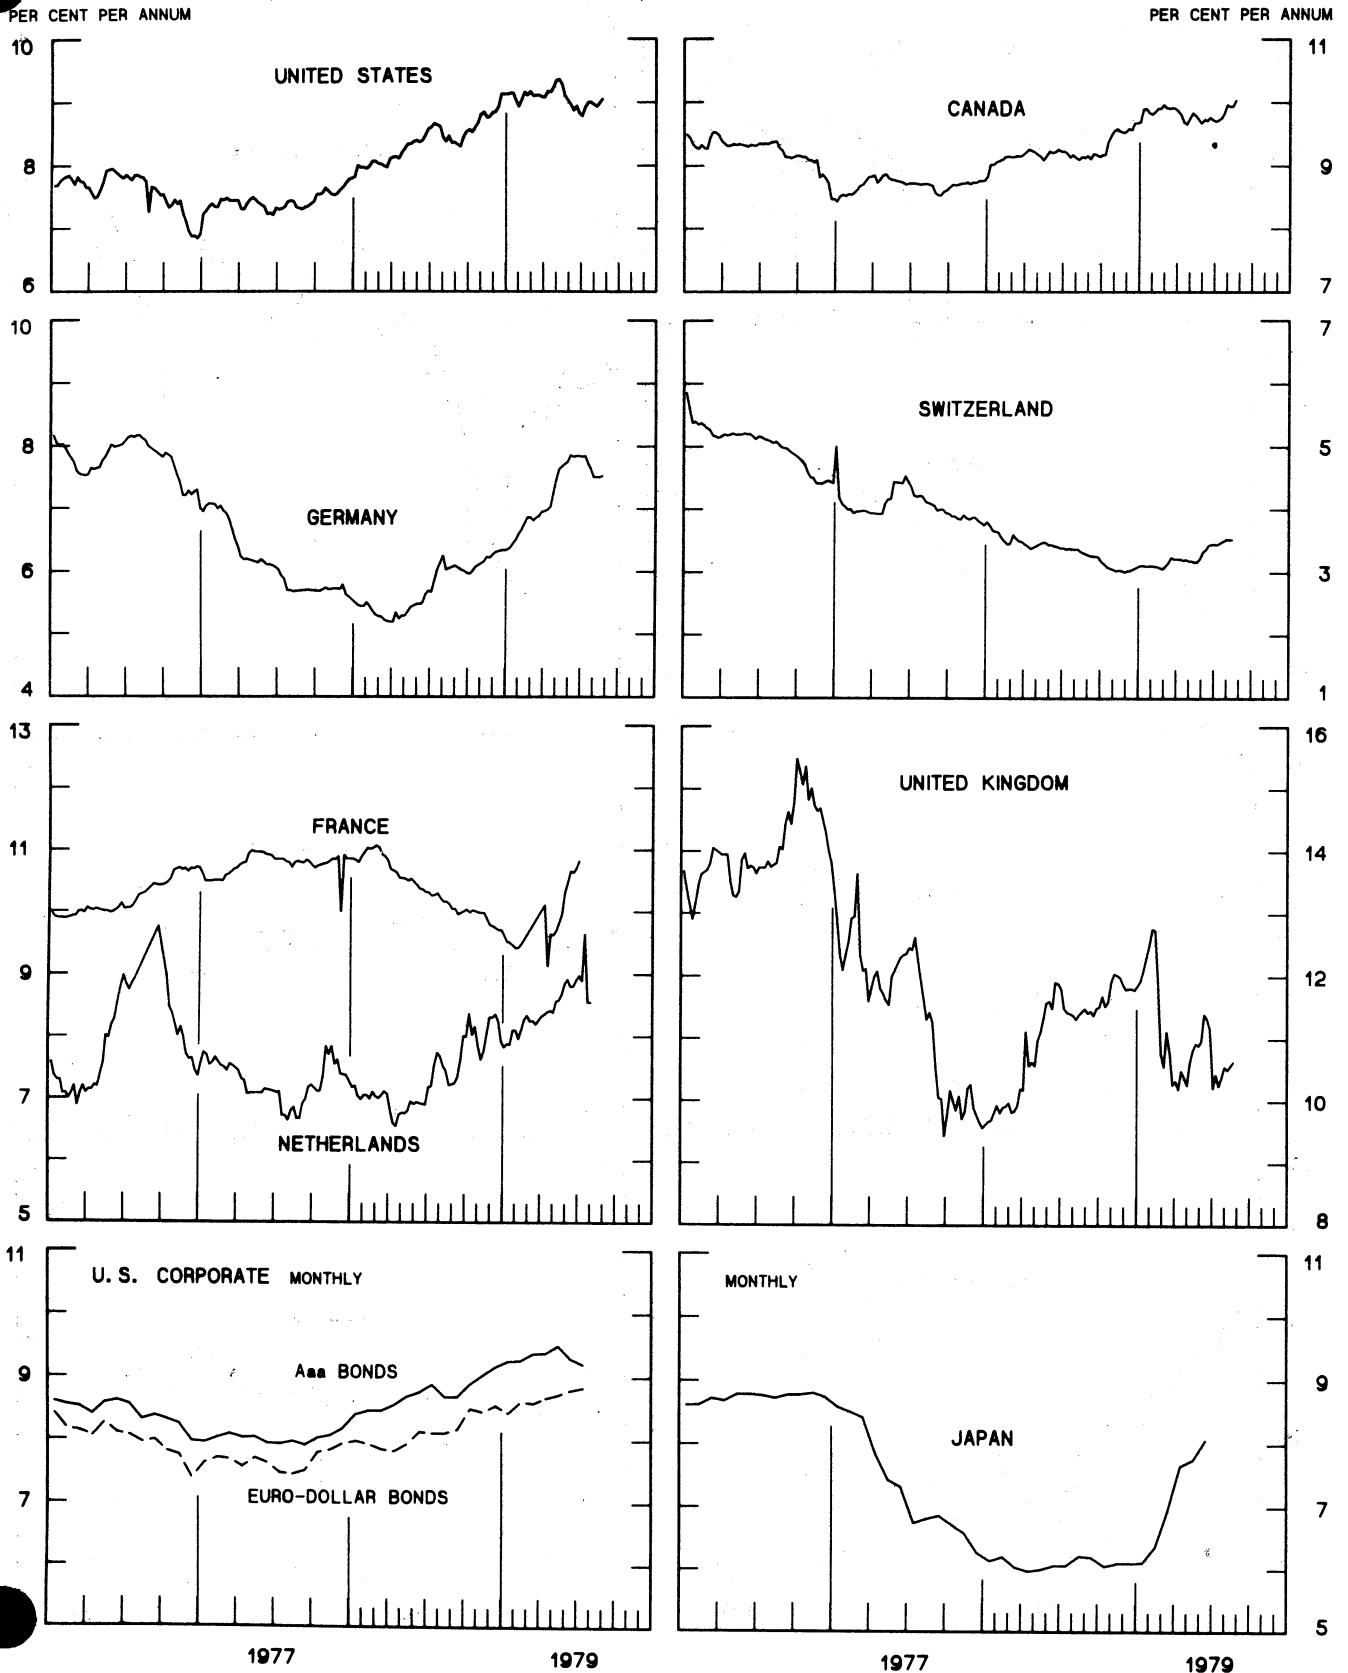 PER CENT PER ANNUM
PER CENT PER ANNUM
10
8
6
UNITED STATES
11
9
7
CANADA
10
8
6
4
GERMANY
7
5
3
1
SWITZERLAND
13
11
9
7
5
FRANCE
NETHERLANDS
16
14
12
10
8
UNITED KINGDOM
11
9
7
U.S. CORPORATE MONTHLY
Aaa BONDS
EURO-DOLLAR BONDS
11
9
7
5
MONTHLY
JAPAN
1977
1979
1977
1979